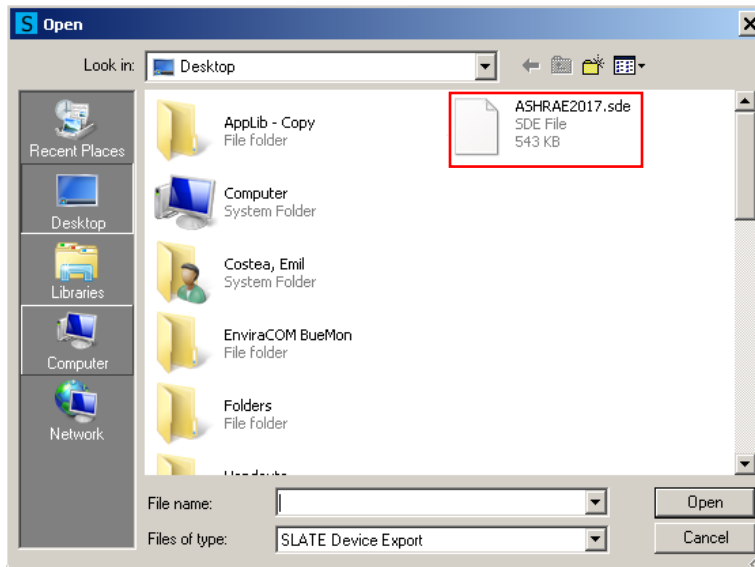 S Open
Look in:
Desktop
Recent Places
Desktop
Libraries
Computer
Network
AppLib - Copy
File folder
Computer
System Folder
Costea, Emil
System Folder
EnviraCOM BueMon
File folder
Folders
File folder
ASHRAE2017.sde
SDE File
543 KB
File name:
Open
Files of type:
SLATE Device Export
Cancel